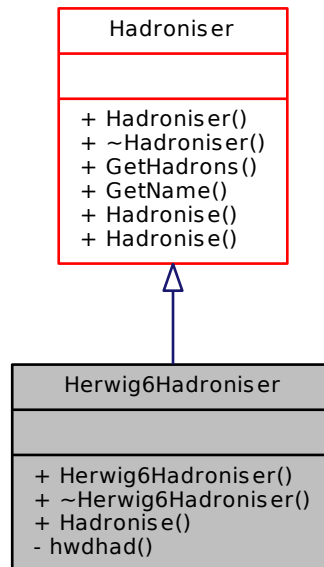 Hadroniser
+ Hadroniser()
+ ~Hadroniser()
+ GetHadrons()
+ GetName()
+ Hadronise()
+ Hadronise()
Herwig6Hadroniser
+ Herwig6Hadroniser()
+ ~Herwig6Hadroniser()
+ Hadronise()
- hwdhad()